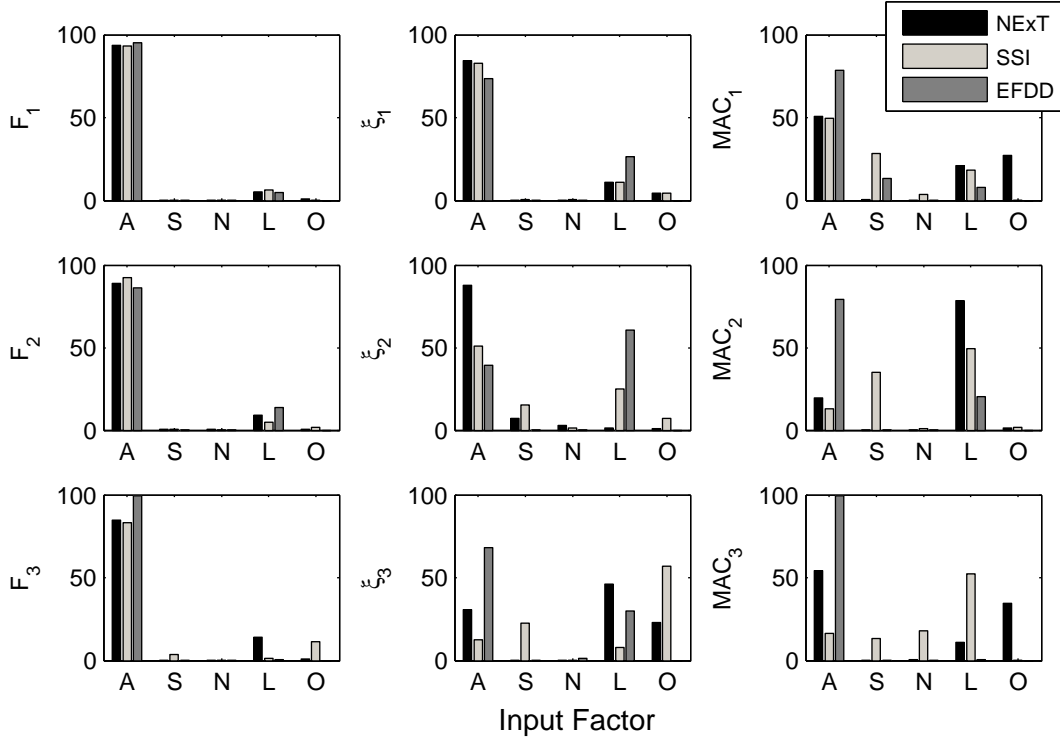 NExT
SSI
EFDD
100
50
0
F1
A S N L O
100
50
0
ξ1
A S N L O
100
50
0
MAC1
A S N L O
100
50
0
F2
A S N L O
100
50
0
ξ2
A S N L O
100
50
0
MAC2
A S N L O
100
50
0
F3
A S N L O
100
50
0
ξ3
A S N L O
100
50
0
MAC3
A S N L O
Input Factor